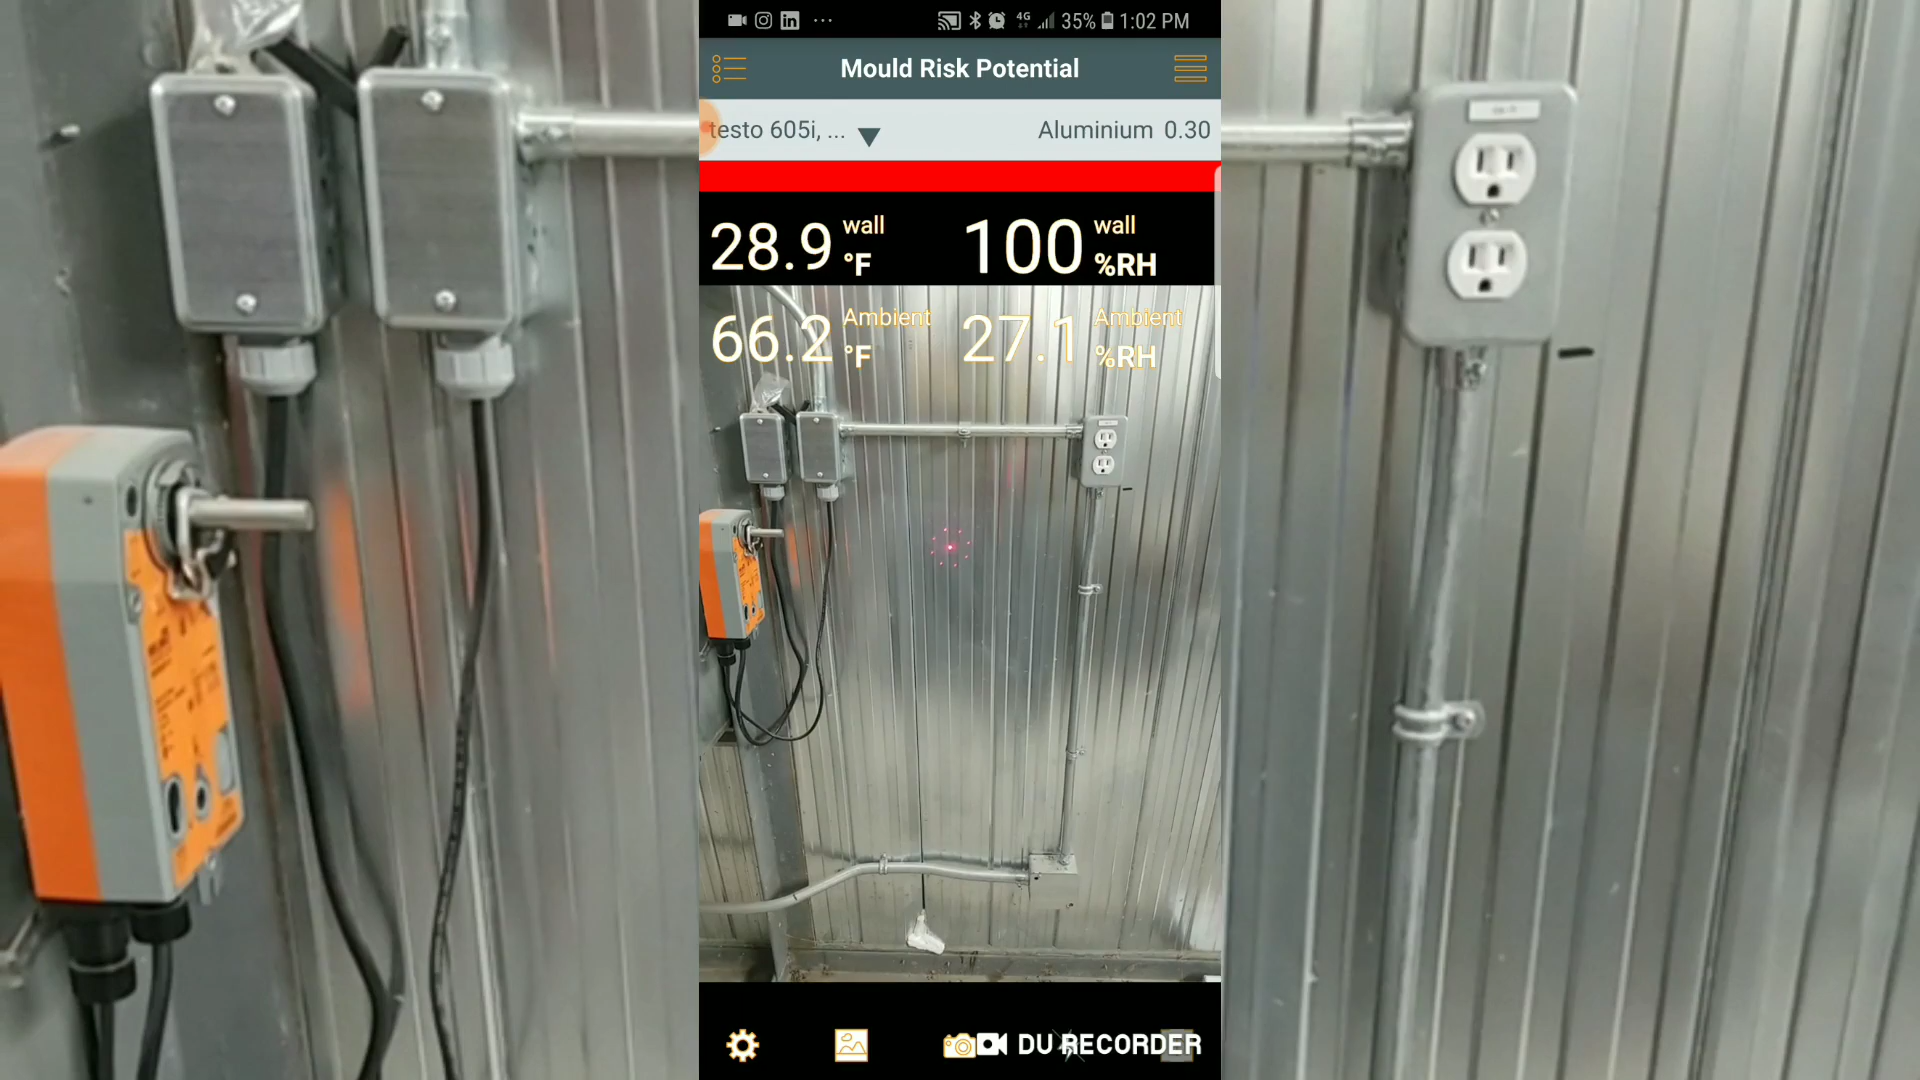 ... 4G 35% 1:02 PM
Mould Risk Potential
testo 605i, ... Aluminium 0.30
28.9 wall °F 100 wall %RH
66.2 Ambient °F 27.1 Ambient %RH
DU RECORDER